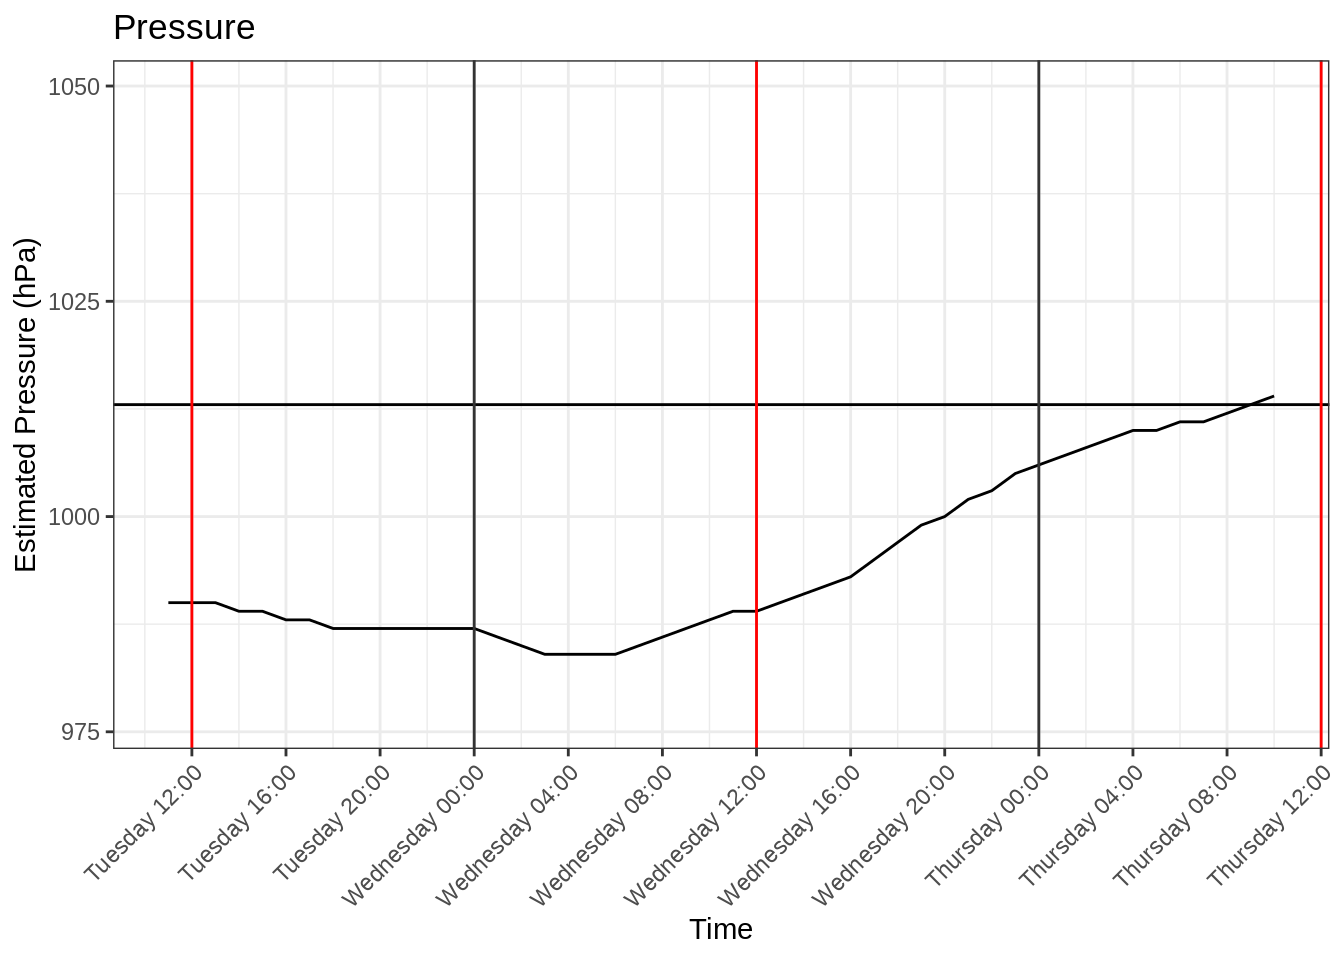 Pressure
Estimated Pressure (hPa)
1050
1025
1000
975
Tuesday 12:00
Tuesday 16:00
Tuesday 20:00
Wednesday 00:00
Wednesday 04:00
Wednesday 08:00
Wednesday 12:00
Wednesday 16:00
Wednesday 20:00
Thursday 00:00
Thursday 04:00
Thursday 08:00
Thursday 12:00
Time